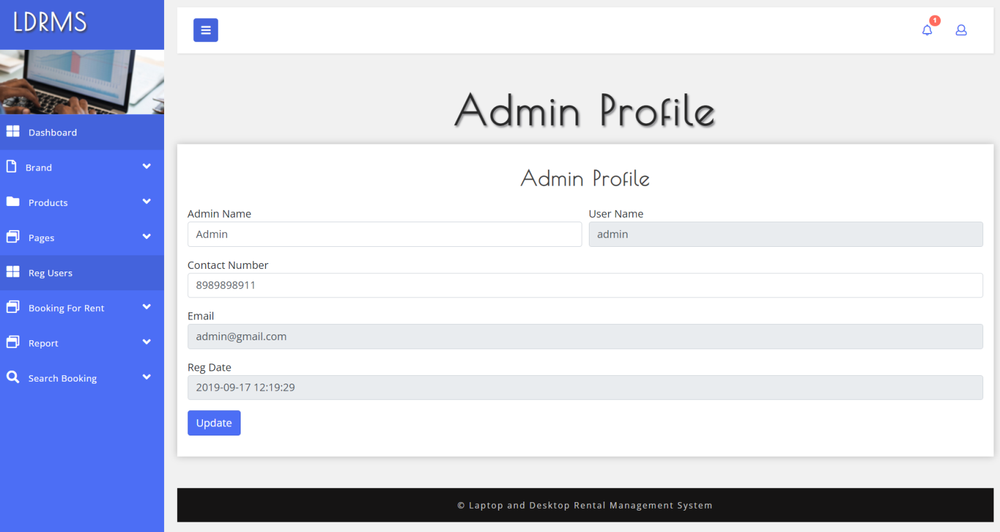 LDRMS
1
Dashboard
Brand
Products
Pages
Reg Users
Booking For Rent
Report
Search Booking
Admin Profile
Admin Profile
Admin Name
User Name
Admin
admin
Contact Number
8989898911
Email
admin@gmail.com
Reg Date
2019-09-17 12:19:29
Update
© Laptop and Desktop Rental Management System